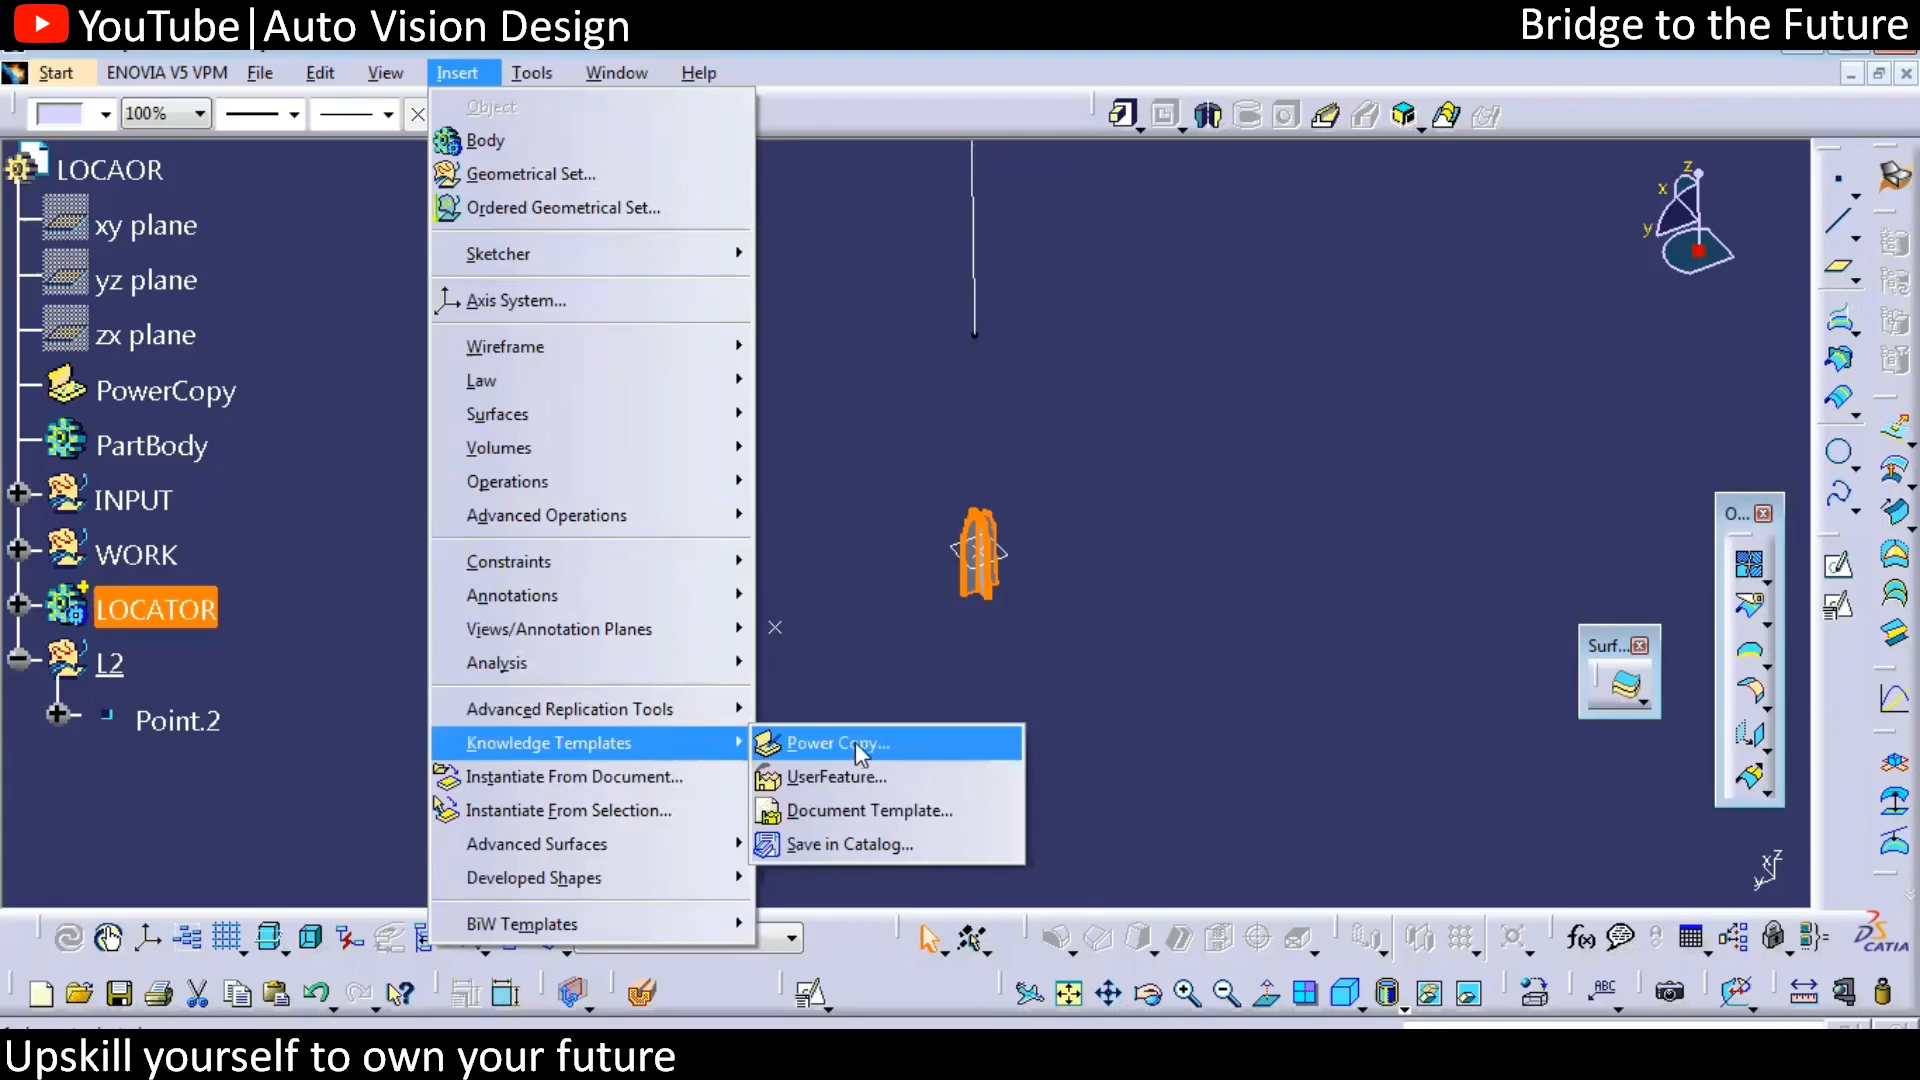 YouTube|Auto Vision Design
Bridge to the Future
Start ENOVIA V5 VPM File Edit View Insert Tools Window Help
100%
Object
Body
Geometrical Set...
Ordered Geometrical Set...
Sketcher
Axis System...
Wireframe
Law
Surfaces
Volumes
Operations
Advanced Operations
Constraints
Annotations
Views/Annotation Planes
Analysis
Advanced Replication Tools
Knowledge Templates
Instantiate From Document...
Instantiate From Selection...
Advanced Surfaces
Developed Shapes
BiW Templates
Power Copy...
UserFeature...
Document Template...
Save in Catalog...
LOCAOR
xy plane
yz plane
zx plane
PowerCopy
PartBody
INPUT
WORK
LOCATOR
L2
Point.2
z
x
y
O...
Surf...
x z
y
f(x)
DS
CATIA
ABC
Upskill yourself to own your future